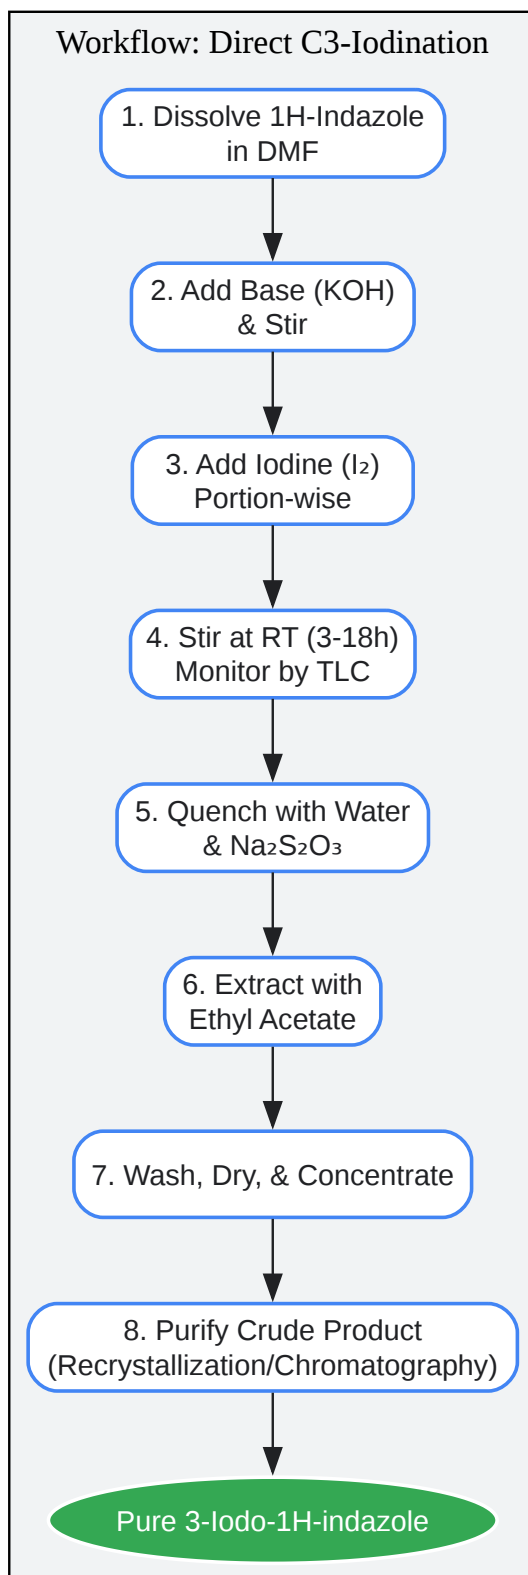 Workflow: Direct C3-Iodination
1. Dissolve 1H-Indazole
in DMF
2. Add Base (KOH)
& Stir
3. Add Iodine (I₂)
Portion-wise
4. Stir at RT (3-18h)
Monitor by TLC
5. Quench with Water
& Na₂S₂O₃
6. Extract with
Ethyl Acetate
7. Wash, Dry, & Concentrate
8. Purify Crude Product
(Recrystallization/Chromatography)
Pure 3-Iodo-1H-indazole